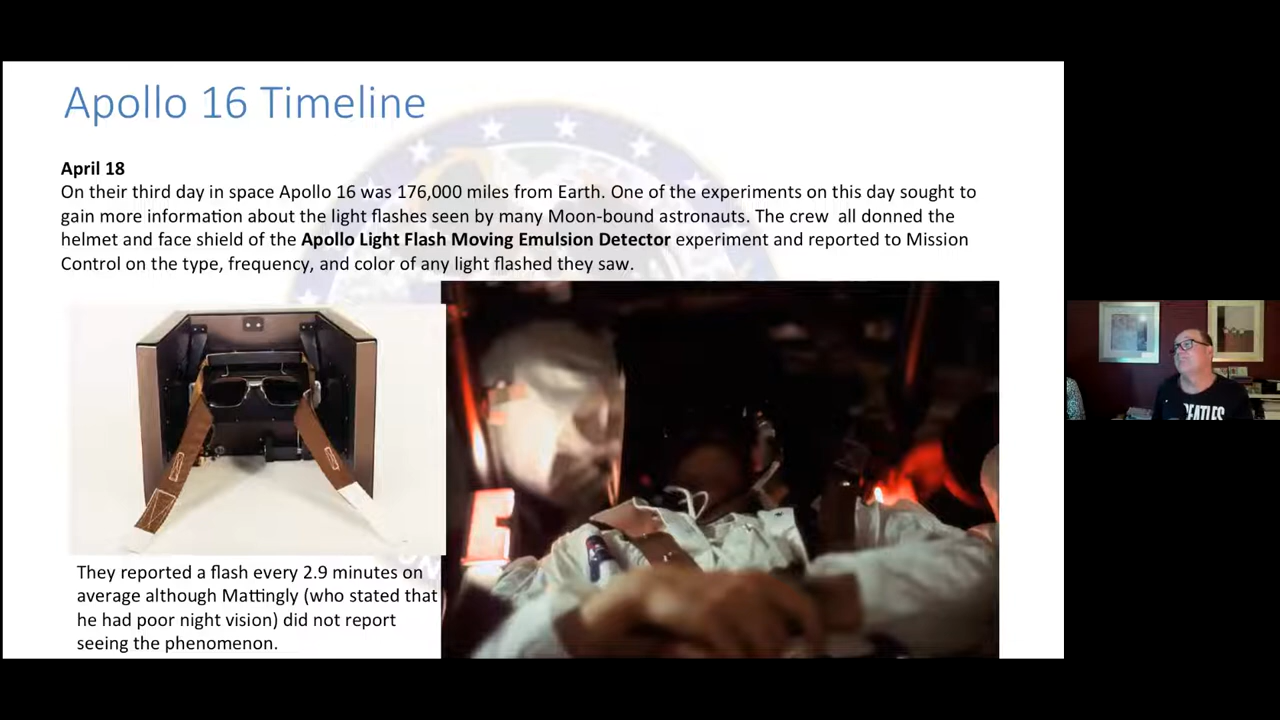 Apollo 16 Timeline
April 18
On their third day in space Apollo 16 was 176,000 miles from Earth. One of the experiments on this day sought to
gain more information about the light flashes seen by many Moon-bound astronauts. The crew all donned the
helmet and face shield of the Apollo Light Flash Moving Emulsion Detector experiment and reported to Mission
Control on the type, frequency, and color of any light flashed they saw.
They reported a flash every 2.9 minutes on
average although Mattingly (who stated that
he had poor night vision) did not report
seeing the phenomenon.
BEATLES